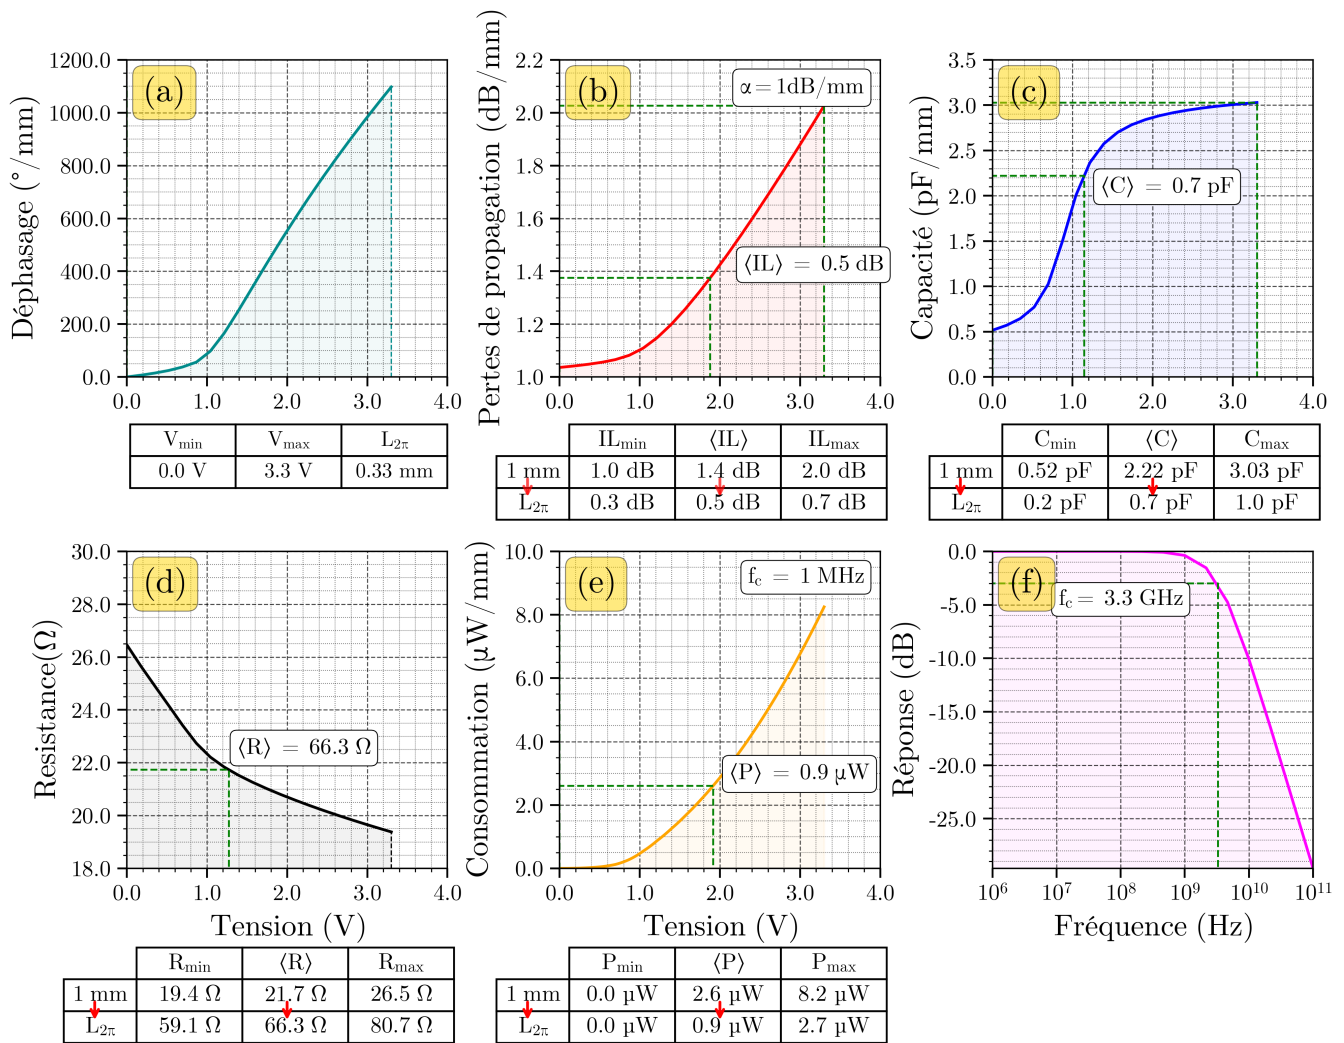 (a)
Déphasage (°/mm)
1200.0
1000.0
800.0
600.0
400.0
200.0
0.0
0.0 1.0 2.0 3.0 4.0
Vmin Vmax L2π
0.0 V 3.3 V 0.33 mm
(b)
α = 1dB/mm
⟨IL⟩ = 0.5 dB
Pertes de propagation (dB/mm)
2.2
2.0
1.8
1.6
1.4
1.2
1.0
0.0 1.0 2.0 3.0 4.0
ILmin ⟨IL⟩ ILmax
1 mm 1.0 dB 1.4 dB 2.0 dB
L2π 0.3 dB 0.5 dB 0.7 dB
(c)
⟨C⟩ = 0.7 pF
Capacité (pF/mm)
3.5
3.0
2.5
2.0
1.5
1.0
0.5
0.0
0.0 1.0 2.0 3.0 4.0
Cmin ⟨C⟩ Cmax
1 mm 0.52 pF 2.22 pF 3.03 pF
L2π 0.2 pF 0.7 pF 1.0 pF
(d)
⟨R⟩ = 66.3 Ω
Resistance(Ω)
30.0
28.0
26.0
24.0
22.0
20.0
18.0
0.0 1.0 2.0 3.0 4.0
Tension (V)
Rmin ⟨R⟩ Rmax
1 mm 19.4 Ω 21.7 Ω 26.5 Ω
L2π 59.1 Ω 66.3 Ω 80.7 Ω
(e)
fc = 1 MHz
⟨P⟩ = 0.9 μW
Consommation (μW/mm)
10.0
8.0
6.0
4.0
2.0
0.0
0.0 1.0 2.0 3.0 4.0
Tension (V)
Pmin ⟨P⟩ Pmax
1 mm 0.0 μW 2.6 μW 8.2 μW
L2π 0.0 μW 0.9 μW 2.7 μW
(f)
fc = 3.3 GHz
Réponse (dB)
0.0
-5.0
-10.0
-15.0
-20.0
-25.0
10⁶ 10⁷ 10⁸ 10⁹ 10¹⁰ 10¹¹
Fréquence (Hz)